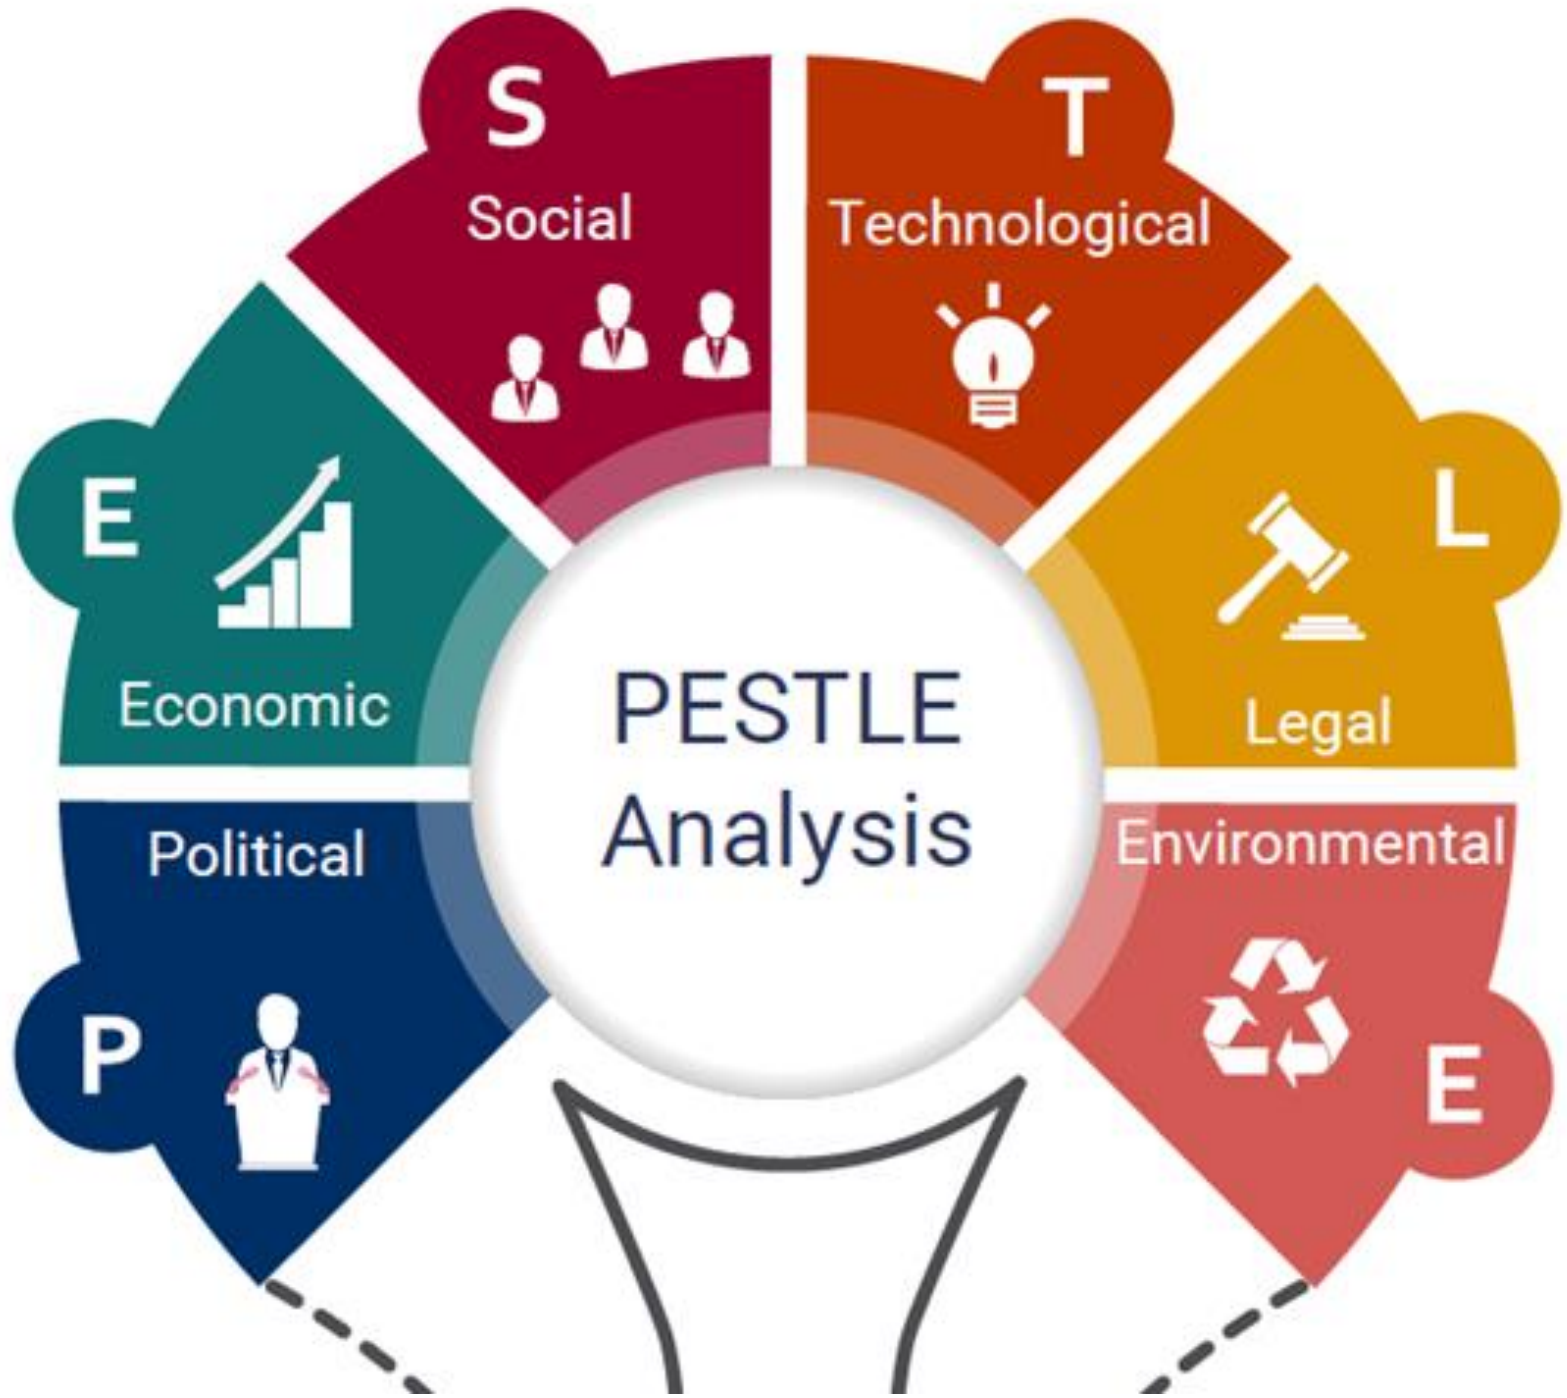 P
Political
E
Economic
S
Social
T
Technological
L
Legal
E
Environmental
PESTLE
Analysis